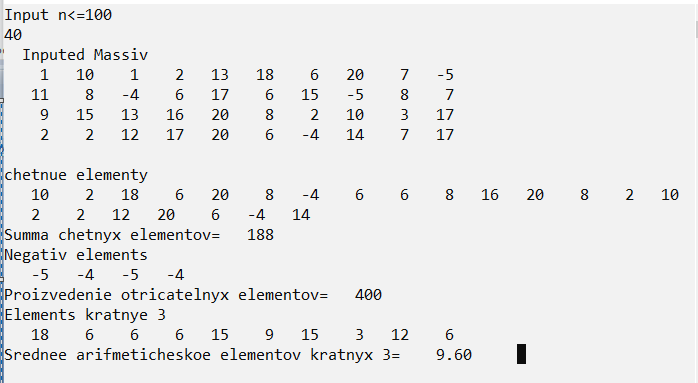 Input n<=100
40
Inputed Massiv
1 10 1 2 13 18 6 20 7 -5
11 8 -4 6 17 6 15 -5 8 7
9 15 13 16 20 8 2 10 3 17
2 2 12 17 20 6 -4 14 7 17
chetnue elementy
10 2 18 6 20 8 -4 6 6 8 16 20 8 2 10
2 2 12 20 6 -4 14
Summa chetnyx elementov= 188
Negativ elements
-5 -4 -5 -4
Proizvedenie otricatelnyx elementov= 400
Elements kratnye 3
18 6 6 6 15 9 15 3 12 6
Srednee arifmeticheskoe elementov kratnyx 3= 9.60